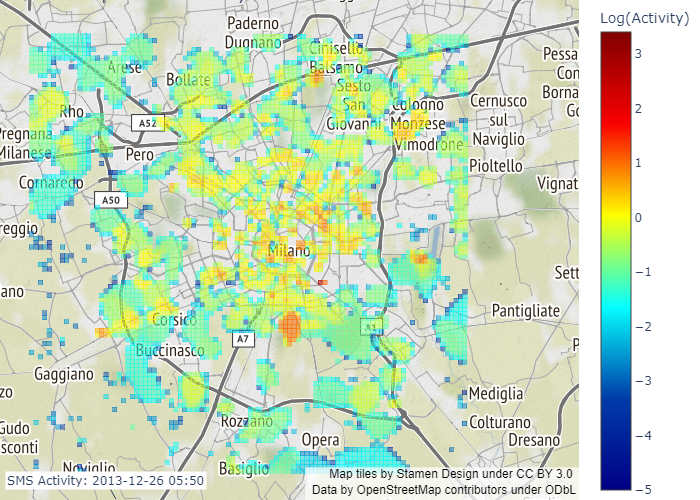 Log(Activity)
3
2
1
0
−1
−2
−3
−4
−5
Paderno
Dugnano
Cinisello
Balsamo
Arese
Bollate
Sesto
San
Giovanni
Cologno
Monzese
Cernusco
sul
Naviglio
Pessa
Con
Borna
Go
Rho
A52
Pregnana
Milanese
Pero
Vimodrone
Pioltello
Cornaredo
A50
Vignat
reggio
Milano
Sett
ano
Pantigliate
Corsico
A1
A7
P
Buccinasco
Gaggiano
zo
Mediglia
Rozzano
Colturano
Gudo
sconti
Opera
Dresano
Noviglio
Basiglio
SMS Activity: 2013-12-26 05:50
Map tiles by Stamen Design under CC BY 3.0
Data by OpenStreetMap contributors under ODbL